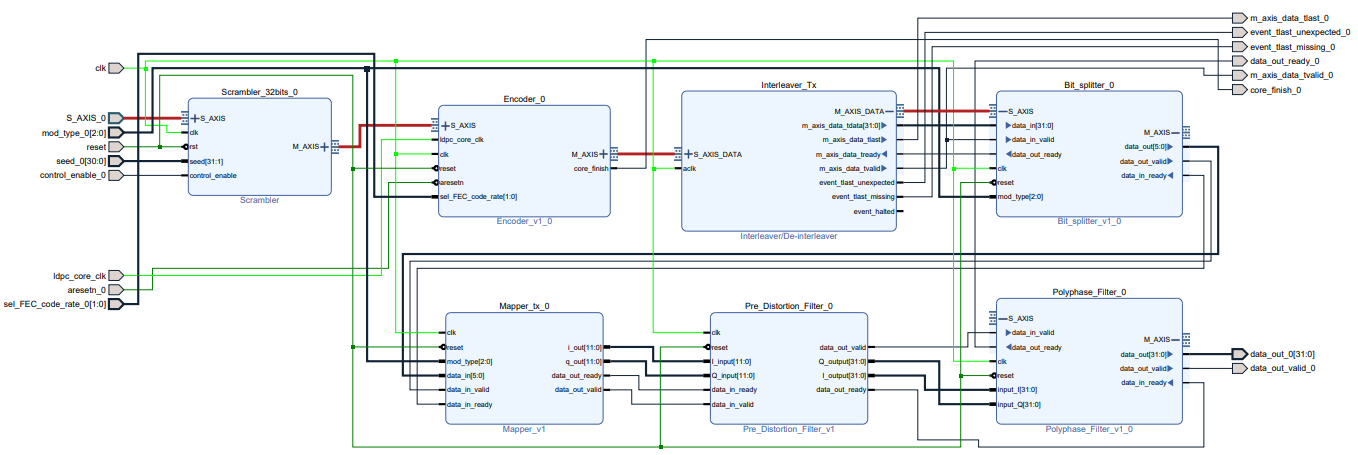 m_axis_data_tlast_0
event_tlast_unexpected_0
event_tlast_missing_0
data_out_ready_0
m_axis_data_tvalid_0
core_finish_0
clk
S_AXIS_0
mod_type_0[2:0]
reset
seed_0[30:0]
control_enable_0
ldpc_core_clk
aresetn_0
sel_FEC_code_rate_0[1:0]
Scrambler_32bits_0
S_AXIS
clk
rst
seed[31:1]
control_enable
M_AXIS
Scrambler
Encoder_0
S_AXIS
ldpc_core_clk
clk
reset
aresetn
sel_FEC_code_rate[1:0]
M_AXIS
core_finish
Encoder_v1_0
Interleaver_Tx
S_AXIS_DATA
aclk
M_AXIS_DATA
m_axis_data_tdata[31:0]
m_axis_data_tlast
m_axis_data_tready
m_axis_data_tvalid
event_tlast_unexpected
event_tlast_missing
event_halted
Interleaver/De-interleaver
Bit_splitter_0
S_AXIS
data_in[31:0]
data_in_valid
data_out_ready
clk
reset
mod_type[2:0]
M_AXIS
data_out[5:0]
data_out_valid
data_in_ready
Bit_splitter_v1_0
Mapper_tx_0
clk
reset
mod_type[2:0]
data_in[5:0]
data_in_valid
data_in_ready
i_out[11:0]
q_out[11:0]
data_out_ready
data_out_valid
Mapper_v1
Pre_Distortion_Filter_0
clk
reset
I_input[11:0]
Q_input[11:0]
data_in_ready
data_in_valid
data_out_valid
Q_output[31:0]
I_output[31:0]
data_out_ready
Pre_Distortion_Filter_v1
Polyphase_Filter_0
S_AXIS
data_in_valid
data_out_ready
clk
reset
input_I[31:0]
input_Q[31:0]
M_AXIS
data_out[31:0]
data_out_valid
data_in_ready
Polyphase_Filter_v1_0
data_out_0[31:0]
data_out_valid_0